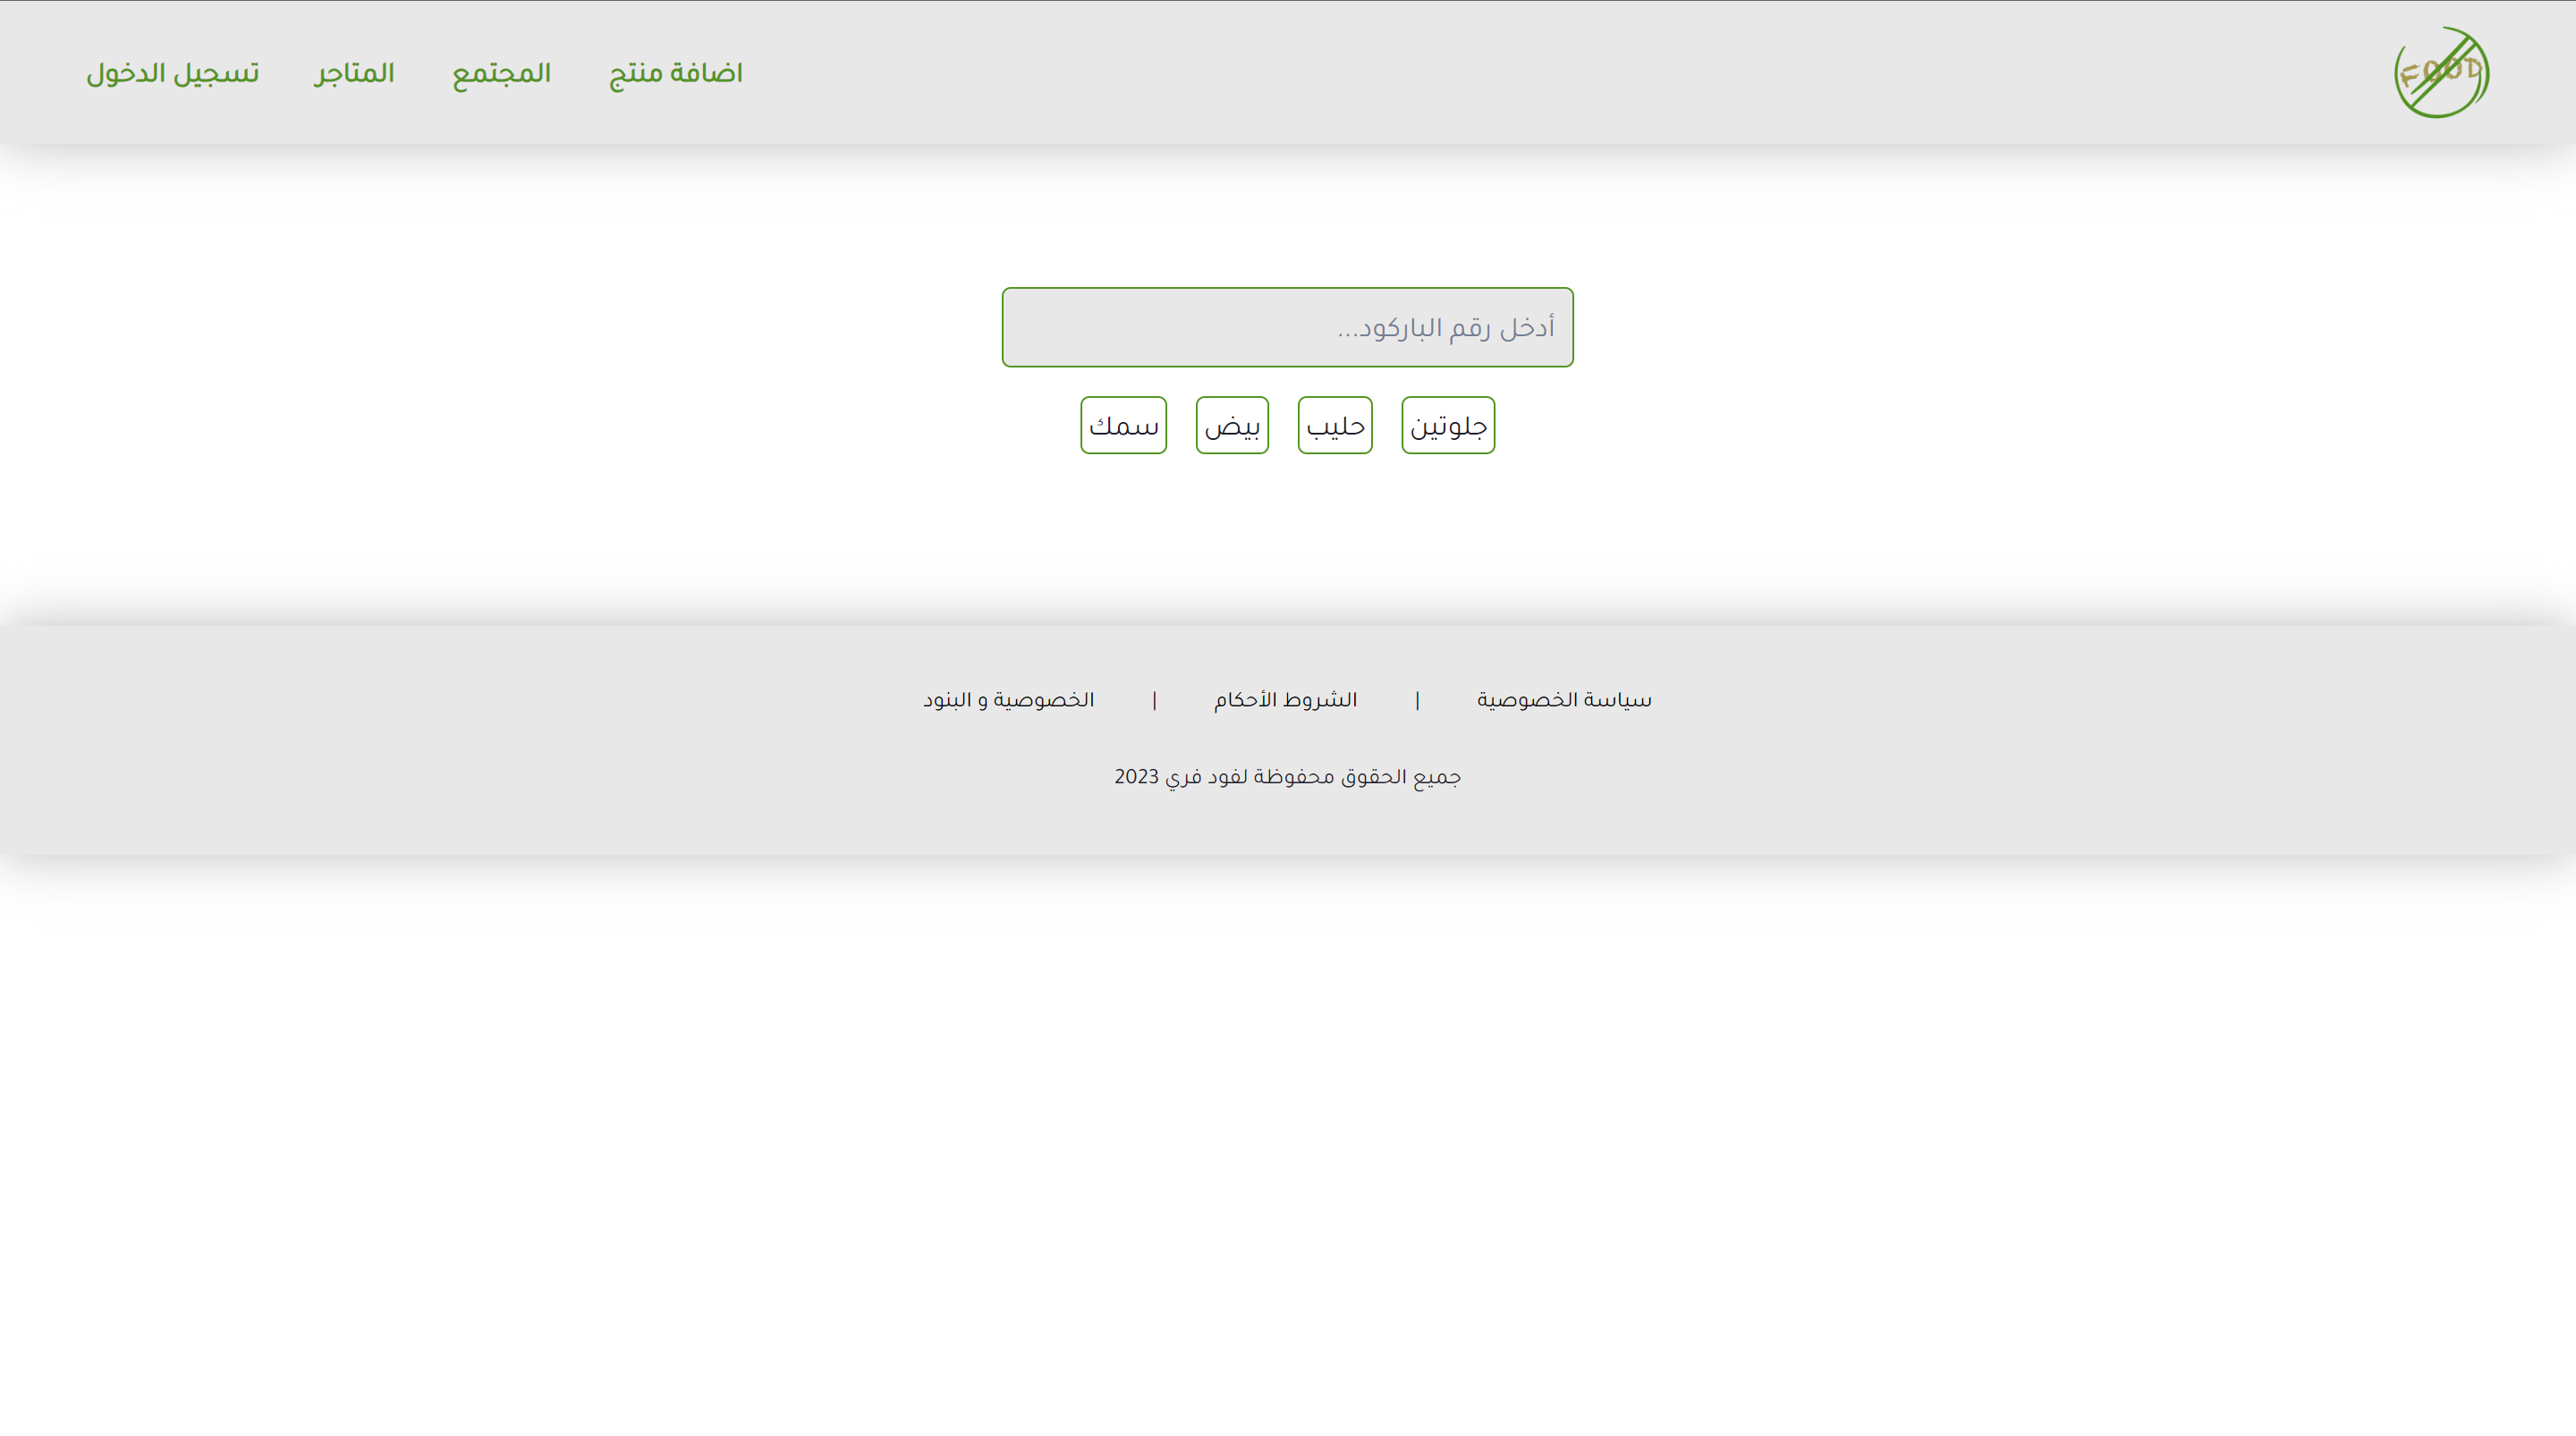 FOOD
اضافة منتج المجتمع المتاجر تسجيل الدخول
أدخل رقم الباركود...
جلوتين حليب بيض سمك
سياسة الخصوصية | الشروط الأحكام | الخصوصية و البنود
جميع الحقوق محفوظة لفود فري 2023